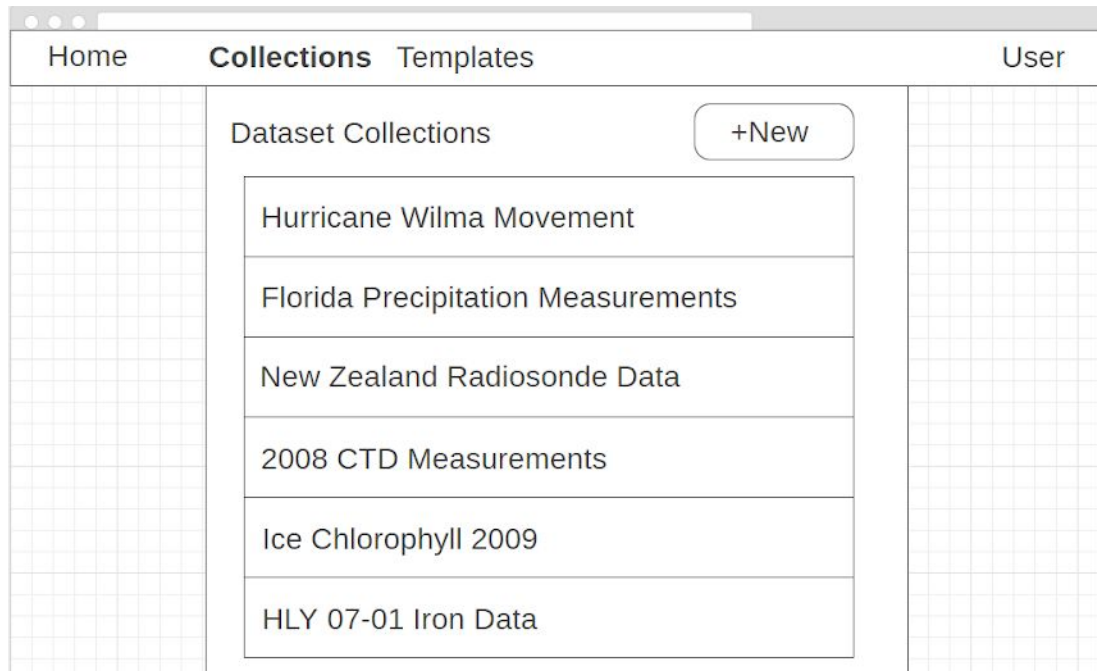 Home Collections Templates User
Dataset Collections +New
Hurricane Wilma Movement
Florida Precipitation Measurements
New Zealand Radiosonde Data
2008 CTD Measurements
Ice Chlorophyll 2009
HLY 07-01 Iron Data